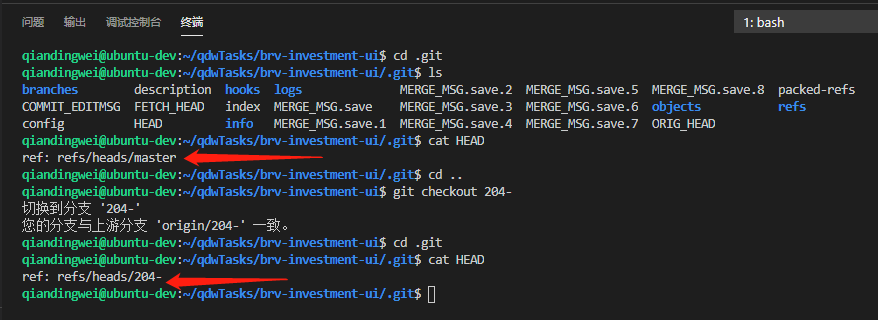 问题 输出 调试控制台 终端 1: bash
qiandingwei@ubuntu-dev:~/qdwTasks/brv-investment-ui$ cd .git
qiandingwei@ubuntu-dev:~/qdwTasks/brv-investment-ui/.git$ ls
branches description hooks logs MERGE_MSG.save.2 MERGE_MSG.save.5 MERGE_MSG.save.8 packed-refs
COMMIT_EDITMSG FETCH_HEAD index MERGE_MSG.save MERGE_MSG.save.3 MERGE_MSG.save.6 objects refs
config HEAD info MERGE_MSG.save.1 MERGE_MSG.save.4 MERGE_MSG.save.7 ORIG_HEAD
qiandingwei@ubuntu-dev:~/qdwTasks/brv-investment-ui/.git$ cat HEAD
ref: refs/heads/master
qiandingwei@ubuntu-dev:~/qdwTasks/brv-investment-ui/.git$ cd ..
qiandingwei@ubuntu-dev:~/qdwTasks/brv-investment-ui$ git checkout 204-
切换到分支 '204-'
您的分支与上游分支 'origin/204-' 一致。
qiandingwei@ubuntu-dev:~/qdwTasks/brv-investment-ui$ cd .git
qiandingwei@ubuntu-dev:~/qdwTasks/brv-investment-ui/.git$ cat HEAD
ref: refs/heads/204-
qiandingwei@ubuntu-dev:~/qdwTasks/brv-investment-ui/.git$